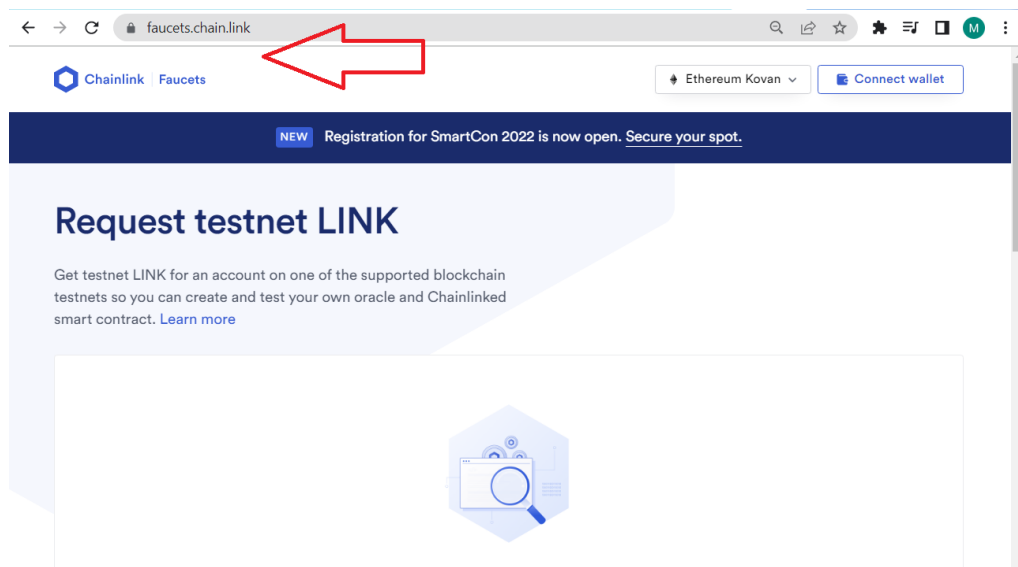 faucets.chain.link
M
Chainlink Faucets
Ethereum Kovan
Connect wallet
NEW Registration for SmartCon 2022 is now open. Secure your spot.
Request testnet LINK
Get testnet LINK for an account on one of the supported blockchain
testnets so you can create and test your own oracle and Chainlinked
smart contract. Learn more